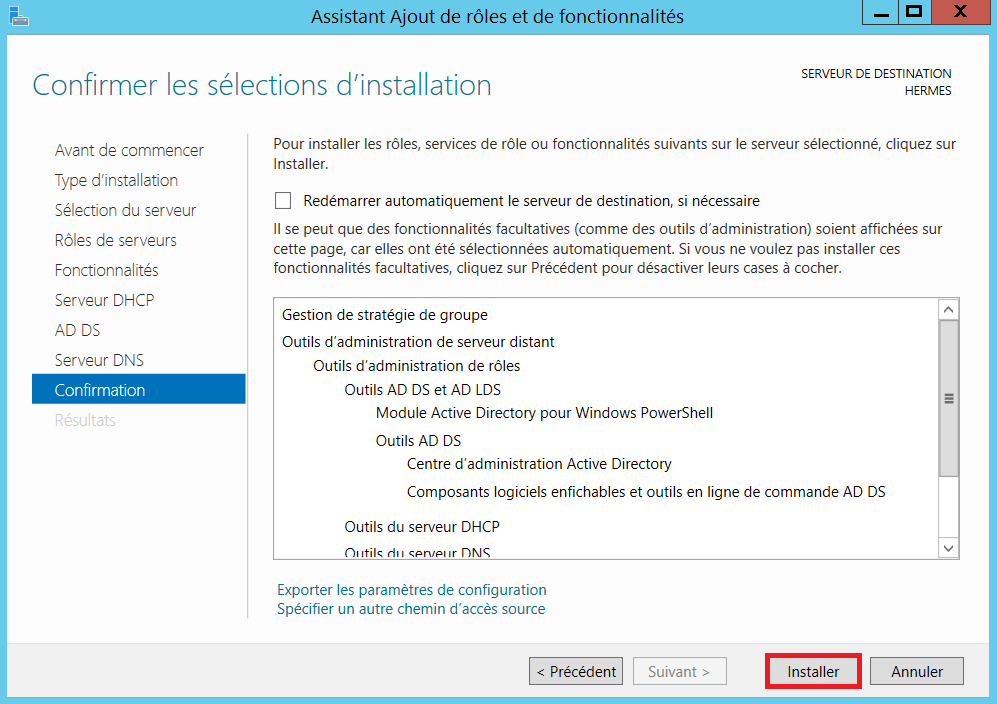 Assistant Ajout de rôles et de fonctionnalités
Confirmer les sélections d’installation
SERVEUR DE DESTINATION
HERMES
Avant de commencer
Type d’installation
Sélection du serveur
Rôles de serveurs
Fonctionnalités
Serveur DHCP
AD DS
Serveur DNS
Confirmation
Résultats
Pour installer les rôles, services de rôle ou fonctionnalités suivants sur le serveur sélectionné, cliquez sur
Installer.
Redémarrer automatiquement le serveur de destination, si nécessaire
Il se peut que des fonctionnalités facultatives (comme des outils d’administration) soient affichées sur
cette page, car elles ont été sélectionnées automatiquement. Si vous ne voulez pas installer ces
fonctionnalités facultatives, cliquez sur Précédent pour désactiver leurs cases à cocher.
Gestion de stratégie de groupe
Outils d’administration de serveur distant
Outils d’administration de rôles
Outils AD DS et AD LDS
Module Active Directory pour Windows PowerShell
Outils AD DS
Centre d’administration Active Directory
Composants logiciels enfichables et outils en ligne de commande AD DS
Outils du serveur DHCP
Outils du serveur DNS
Exporter les paramètres de configuration
Spécifier un autre chemin d’accès source
< Précédent
Suivant >
Installer
Annuler